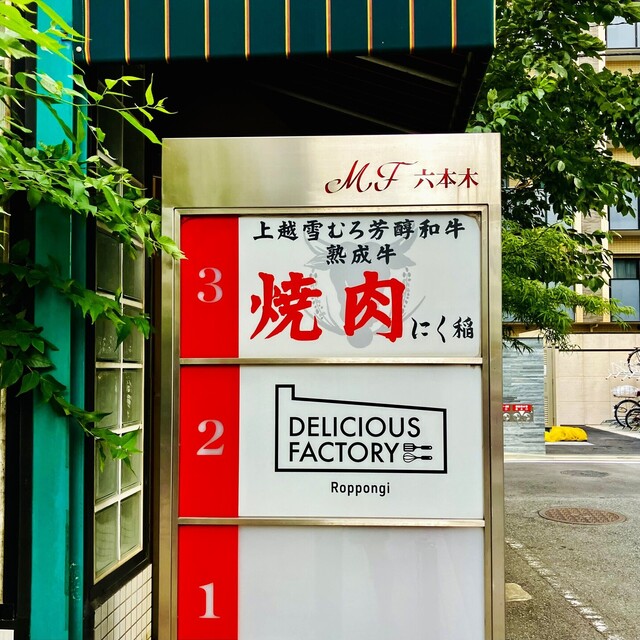 MF 六本木
3
上越雪むろ芳醇和牛
熟成牛
焼肉 にく稲
2
DELICIOUS
FACTORY
Roppongi
1